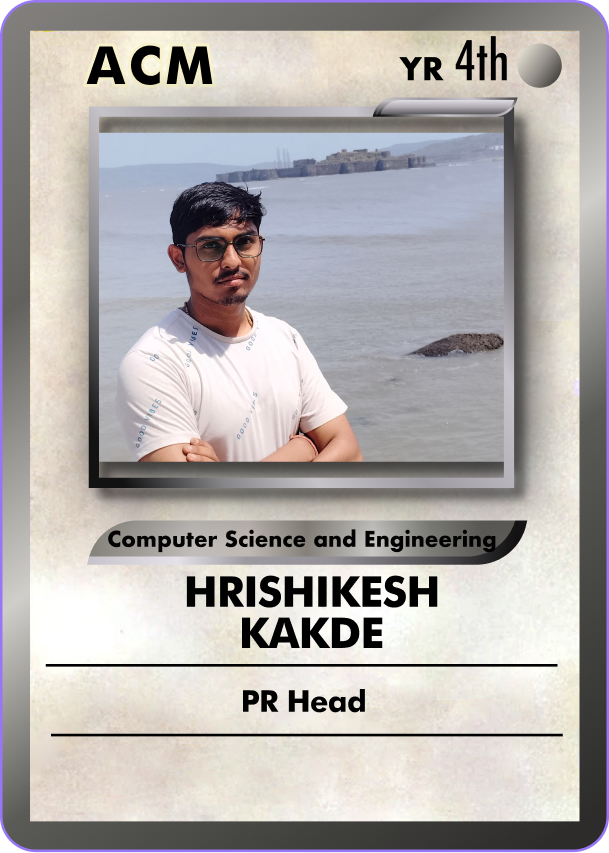 ACM
YR 4th
Computer Science and Engineering
HRISHIKESH
KAKDE
PR Head